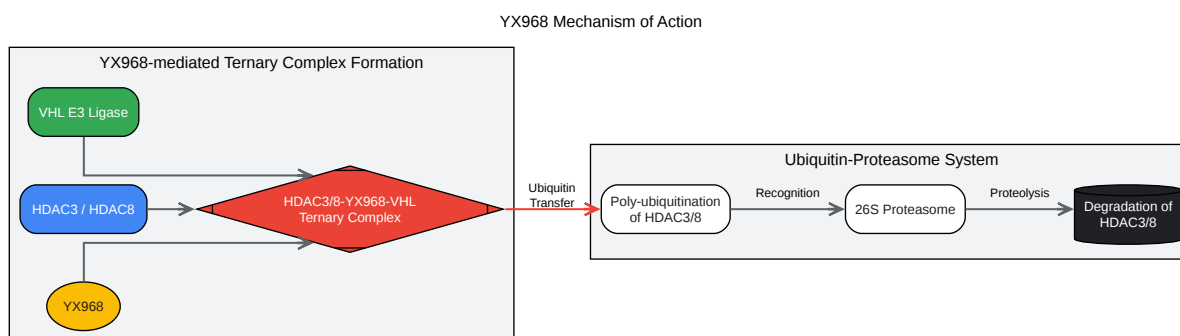 YX968 Mechanism of Action
YX968-mediated Ternary Complex Formation
VHL E3 Ligase
HDAC3 / HDAC8
YX968
HDAC3/8-YX968-VHL
Ternary Complex
Ubiquitin
Transfer
Ubiquitin-Proteasome System
Poly-ubiquitination
of HDAC3/8
Recognition
26S Proteasome
Proteolysis
Degradation of
HDAC3/8